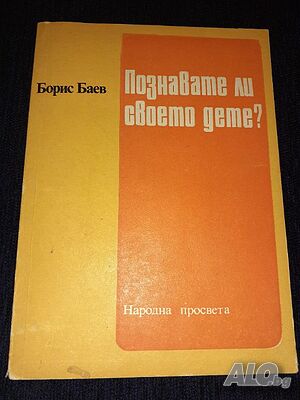 Борис Баев
Познавате ли
своето дете?
Народна просвета
ALO.bg